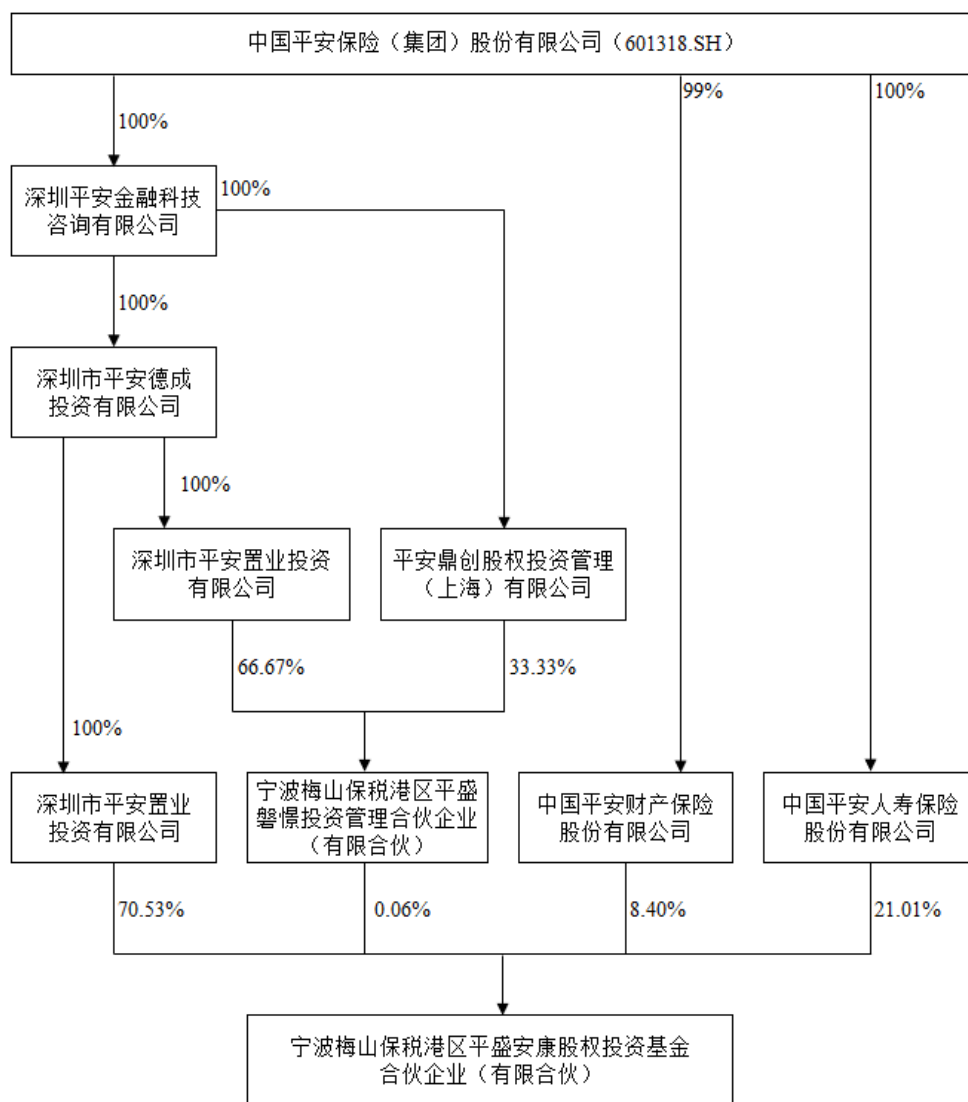 中国平安保险（集团）股份有限公司（601318.SH）
99%
100%
100%
深圳平安金融科技
咨询有限公司
100%
100%
深圳市平安德成
投资有限公司
100%
深圳市平安置业投资
有限公司
平安鼎创股权投资管理
（上海）有限公司
66.67%
33.33%
100%
深圳市平安置业
投资有限公司
宁波梅山保税港区平盛
磐憬投资管理合伙企业
（有限合伙）
中国平安财产保险
股份有限公司
中国平安人寿保险
股份有限公司
70.53%
0.06%
8.40%
21.01%
宁波梅山保税港区平盛安康股权投资基金
合伙企业（有限合伙）